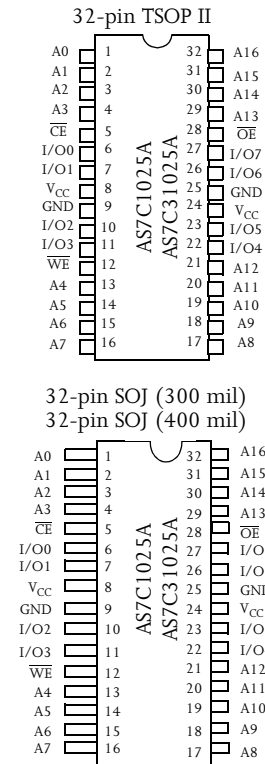 32-pin TSOP II
A0 1 32 A16
A1 2 31 A15
A2 3 30 A14
A3 4 29 A13
CE 5 28 OE
I/O0 6 27 I/O7
I/O1 7 26 I/O6
VCC 8 25 GND
GND 9 24 VCC
I/O2 10 23 I/O5
I/O3 11 22 I/O4
WE 12 21 A12
A4 13 20 A11
A5 14 19 A10
A6 15 18 A9
A7 16 17 A8
AS7C1025A
AS7C31025A
32-pin SOJ (300 mil)
32-pin SOJ (400 mil)
A0 1 32 A16
A1 2 31 A15
A2 3 30 A14
A3 4 29 A13
CE 5 28 OE
I/O0 6 27 I/O
I/O1 7 26 I/O
VCC 8 25 GN
GND 9 24 VCC
I/O2 10 23 I/O
I/O3 11 22 I/O
WE 12 21 A12
A4 13 20 A11
A5 14 19 A10
A6 15 18 A9
A7 16 17 A8
AS7C1025A
AS7C31025A